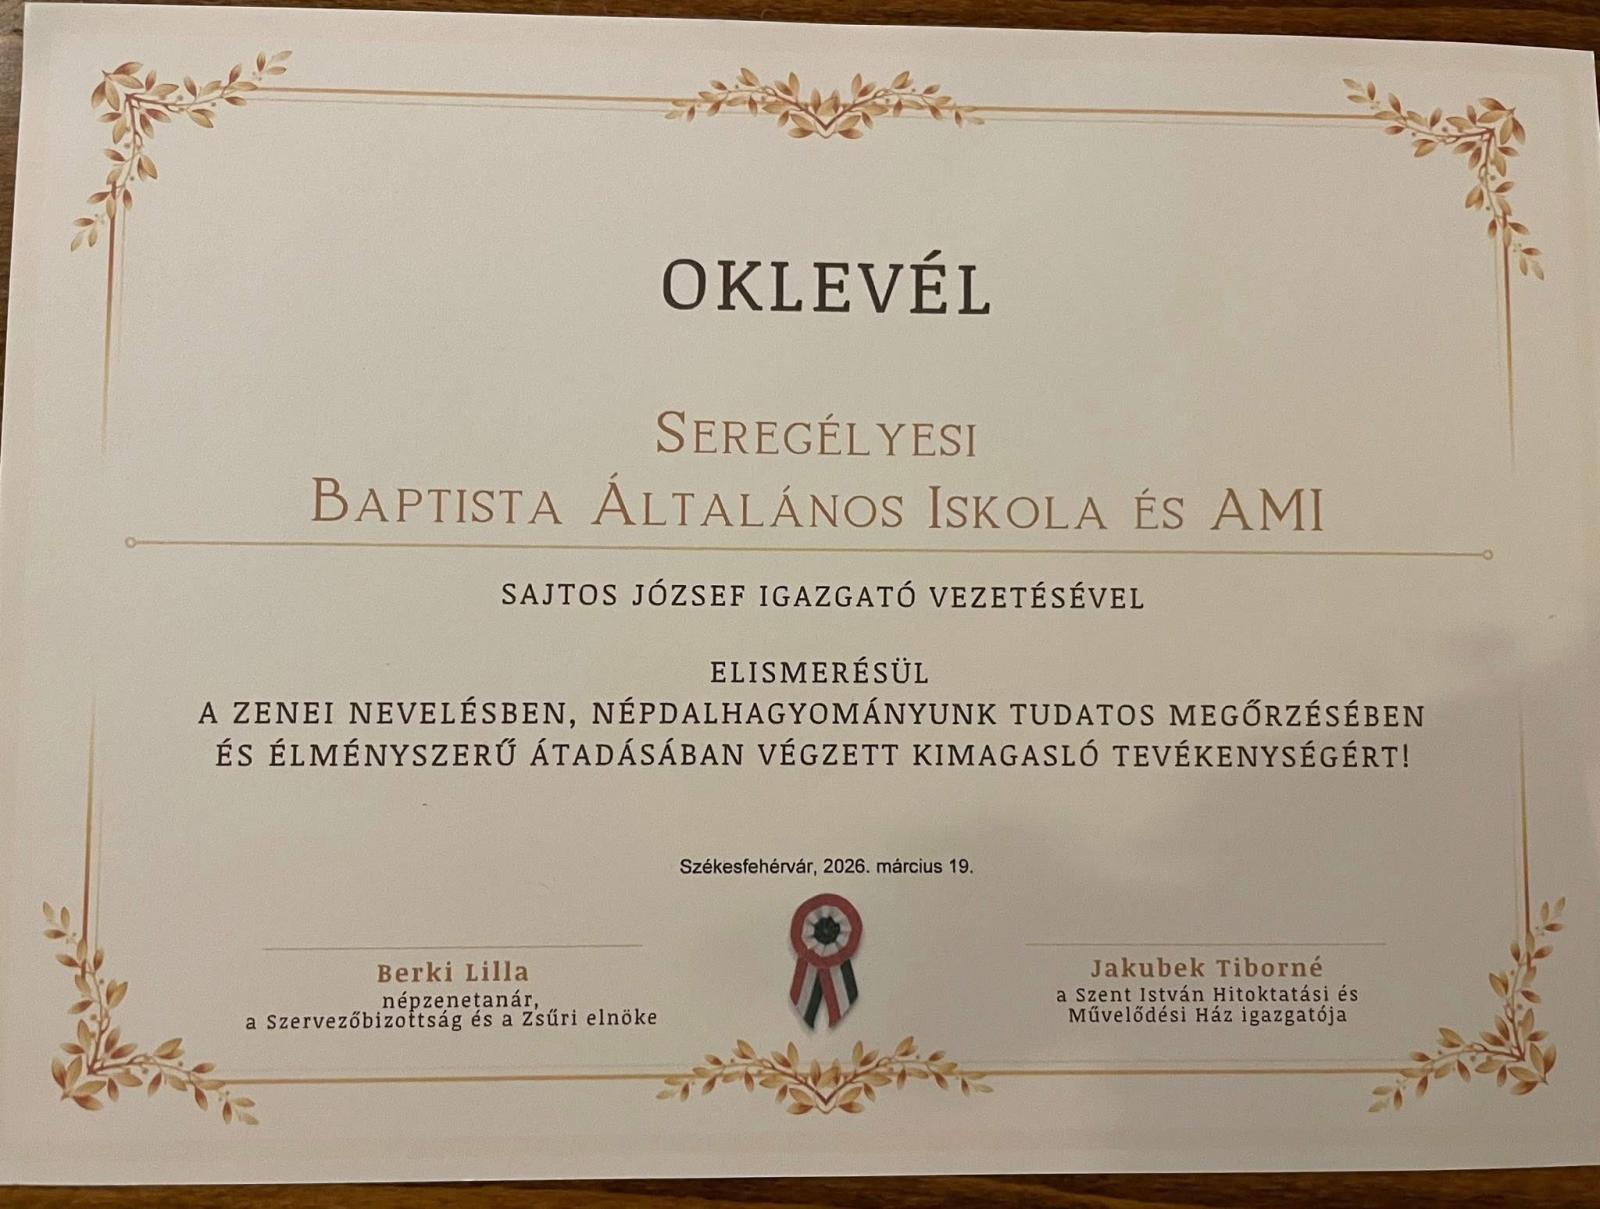 OKLEVÉL
SEREGÉLYESI
BAPTISTA ÁLTALÁNOS ISKOLA ÉS AMI
SAJTOS JÓZSEF IGAZGATÓ VEZETÉSÉVEL
ELISMERÉSÜL
A ZENEI NEVELÉSBEN, NÉPDALHAGYOMÁNYUNK TUDATOS MEGŐRZÉSÉBEN
ÉS ÉLMÉNYSZERŰ ÁTADÁSÁBAN VÉGZETT KIMAGASLÓ TEVÉKENYSÉGÉRT!
Székesfehérvár, 2026. március 19.
Berki Lilla
népzenetanár,
a Szervezőbizottság és a Zsűri elnöke
Jakubek Tiborné
a Szent István Hitoktatási és
Művelődési Ház igazgatója